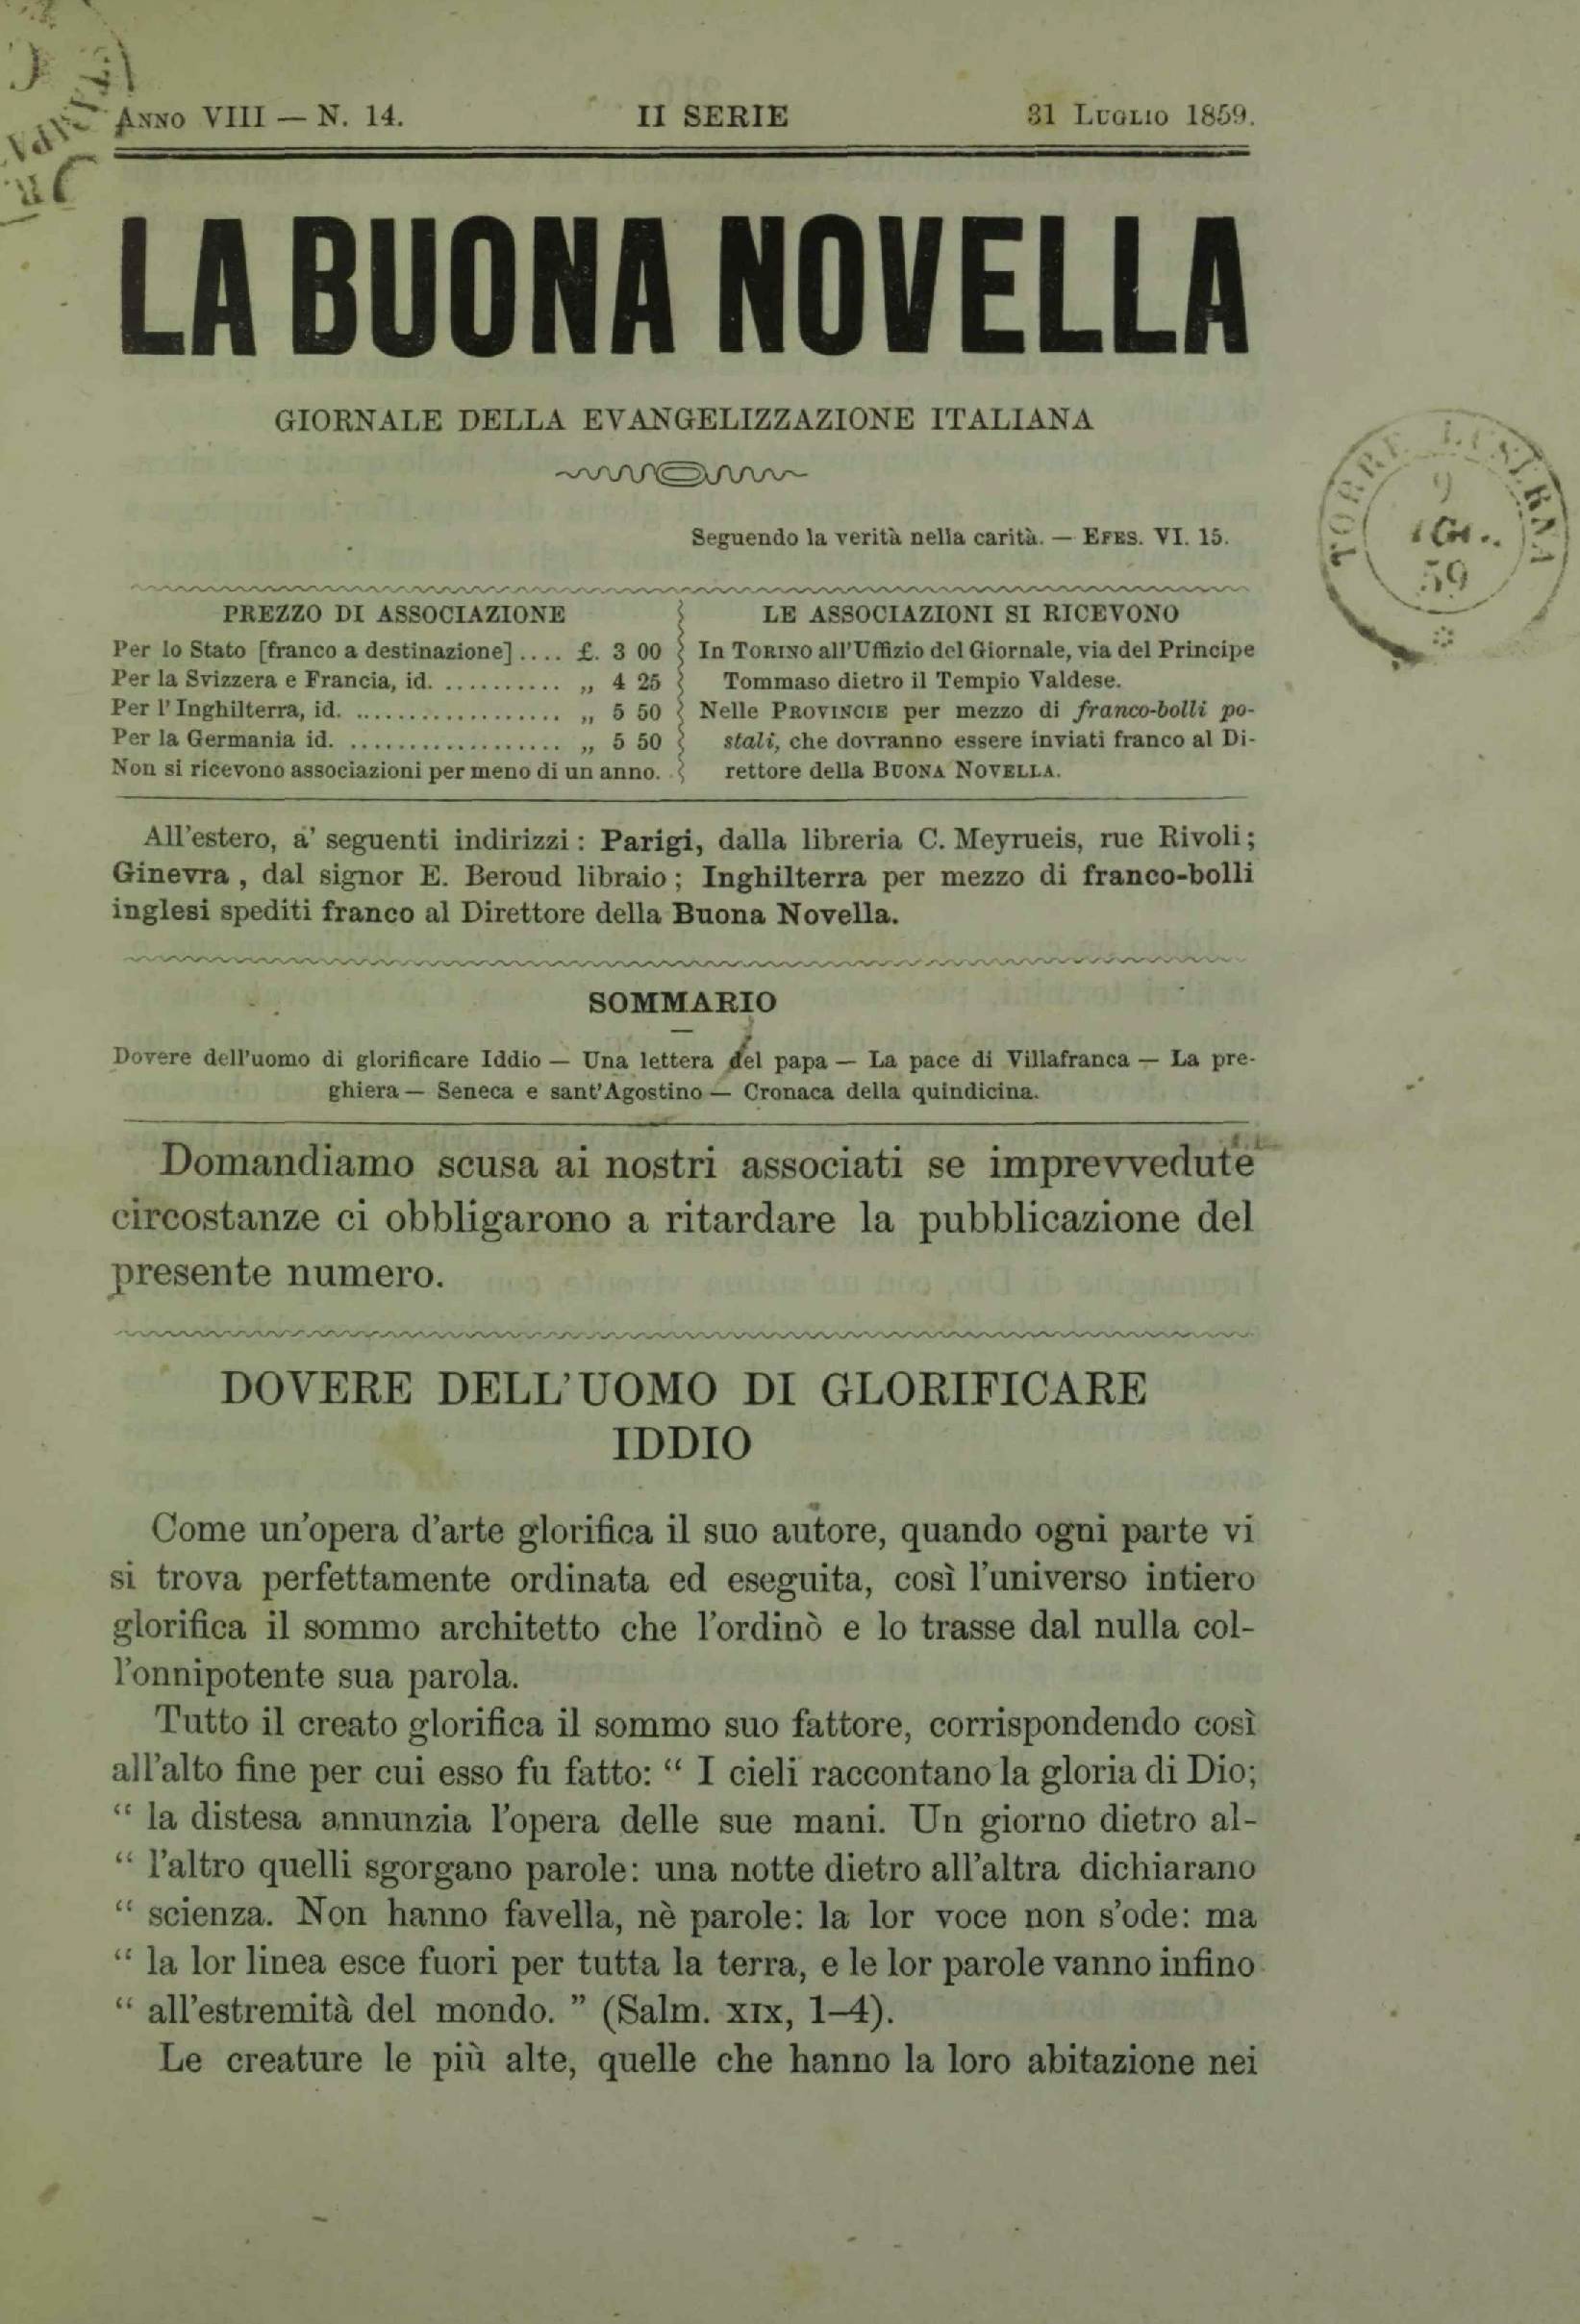 ANNO VIII — N. 14.
II SERIE
31 LUGLIO 1859.
LA BUONA NOVELLA
GIORNALE DELLA EVANGELIZZAZIONE ITALIANA
Seguendo la verità nella carità. — EFES. VI. 15.
PREZZO DI ASSOCIAZIONE
Per lo Stato [franco a destinazione].... £. 3 00
Per la Svizzera e Francia, id. ........... „ 4 25
Per l'Inghilterra, id. .................. „ 5 50
Per la Germania id. .................. „ 5 50
Non si ricevono associazioni per meno di un anno.
LE ASSOCIAZIONI SI RICEVONO
In TORINO all'Uffizio del Giornale, via del Principe
Tommaso dietro il Tempio Valdese.
Nelle PROVINCIE per mezzo di franco-bolli po-
stali, che dovranno essere inviati franco al Di-
rettore della BUONA NOVELLA.
All'estero, a' seguenti indirizzi: Parigi, dalla libreria C. Meyrueis, rue Rivoli;
Ginevra, dal signor E. Beroud libraio; Inghilterra per mezzo di franco-bolli
inglesi spediti franco al Direttore della Buona Novella.
SOMMARIO
Dovere dell'uomo di glorificare Iddio — Una lettera del papa — La pace di Villafranca — La pre-
ghiera — Seneca e sant'Agostino — Cronaca della quindicina.
Domandiamo scusa ai nostri associati se imprevvedute
circostanze ci obbligarono a ritardare la pubblicazione del
presente numero.
DOVERE DELL'UOMO DI GLORIFICARE
IDDIO
Come un'opera d'arte glorifica il suo autore, quando ogni parte vi
si trova perfettamente ordinata ed eseguita, così l'universo intiero
glorifica il sommo architetto che l'ordinò e lo trasse dal nulla col-
l'onnipotente sua parola.
Tutto il creato glorifica il sommo suo fattore, corrispondendo così
all'alto fine per cui esso fu fatto: “ I cieli raccontano la gloria di Dio;
“ la distesa annunzia l'opera delle sue mani. Un giorno dietro al-
“ l'altro quelli sgorgano parole: una notte dietro all'altra dichiarano
“ scienza. Non hanno favella, nè parole: la lor voce non s'ode: ma
“ la lor linea esce fuori per tutta la terra, e le lor parole vanno infino
“ all'estremità del mondo. ” (Salm. XIX, 1–4).
Le creature le più alte, quelle che hanno la loro abitazione nei
TORRE LUSERNA
9
59